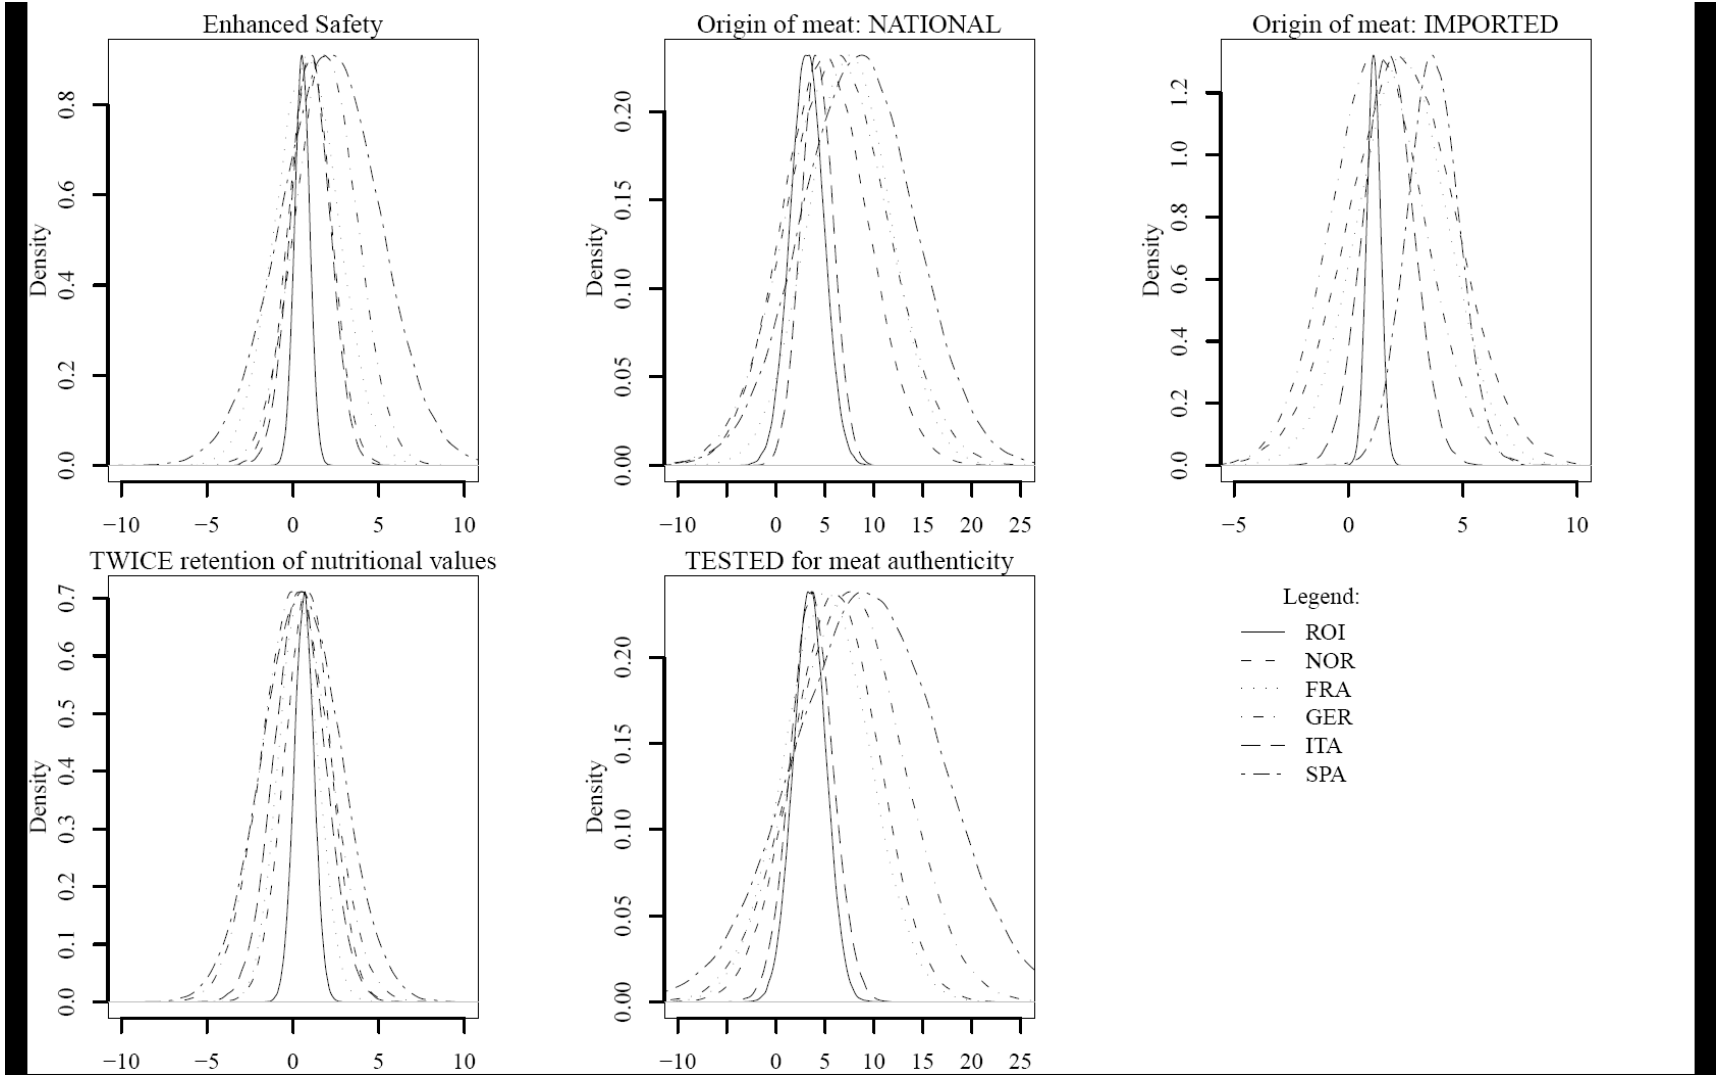 Enhanced Safety
Density
0.0 0.2 0.4 0.6 0.8
−10 −5 0 5 10
Origin of meat: NATIONAL
Density
0.00 0.05 0.10 0.15 0.20
−10 0 5 10 15 20 25
Origin of meat: IMPORTED
Density
0.0 0.2 0.4 0.6 0.8 1.0 1.2
−5 0 5 10
TWICE retention of nutritional values
Density
0.0 0.1 0.2 0.3 0.4 0.5 0.6 0.7
−10 −5 0 5 10
TESTED for meat authenticity
Density
0.00 0.05 0.10 0.15 0.20
−10 0 5 10 15 20 25
Legend:
ROI
NOR
FRA
GER
ITA
SPA